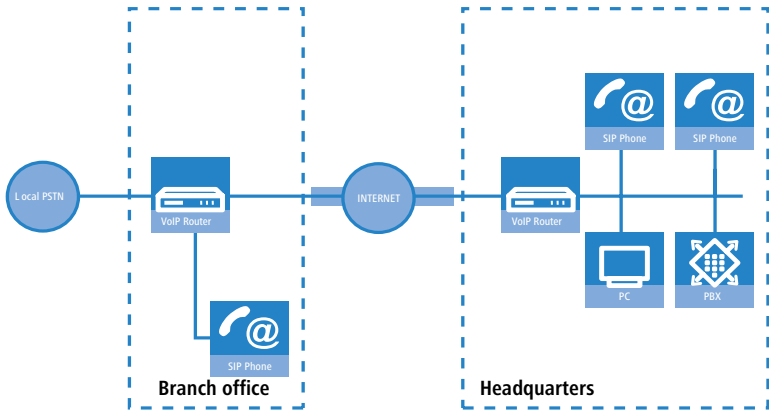 SIP Phone
SIP Phone
Local PSTN
VoIP Router
INTERNET
VoIP Router
PC
PBX
SIP Phone
Branch office
Headquarters